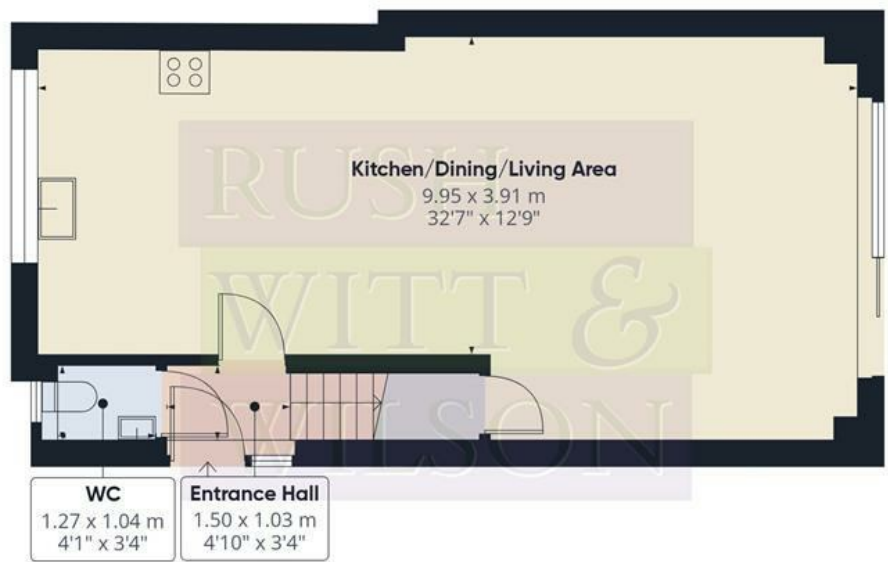 RUSH
WITT &
WILSON
Kitchen/Dining/Living Area
9.95 x 3.91 m
32'7" x 12'9"
WC
1.27 x 1.04 m
4'1" x 3'4"
Entrance Hall
1.50 x 1.03 m
4'10" x 3'4"